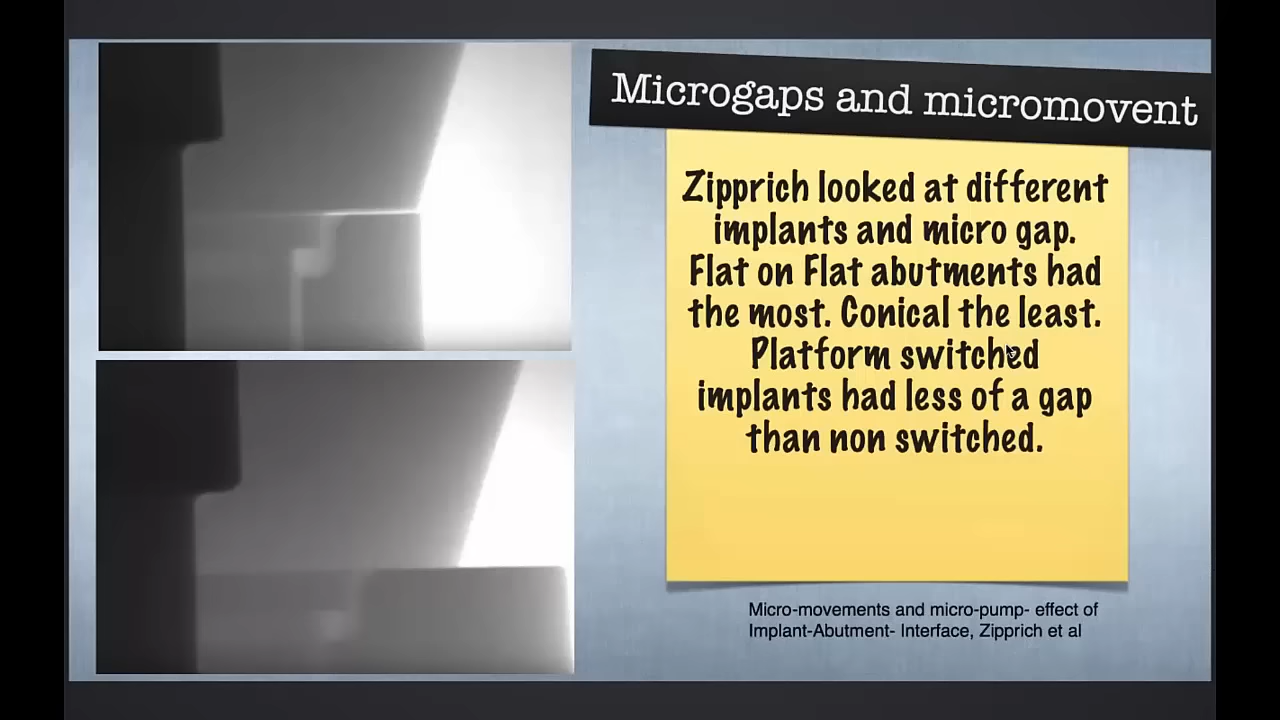 Microgaps and micromovent
Zipprich looked at different
implants and micro gap.
Flat on Flat abutments had
the most. Conical the least.
Platform switched
implants had less of a gap
than non switched.
Micro-movements and micro-pump- effect of
Implant-Abutment- Interface, Zipprich et al